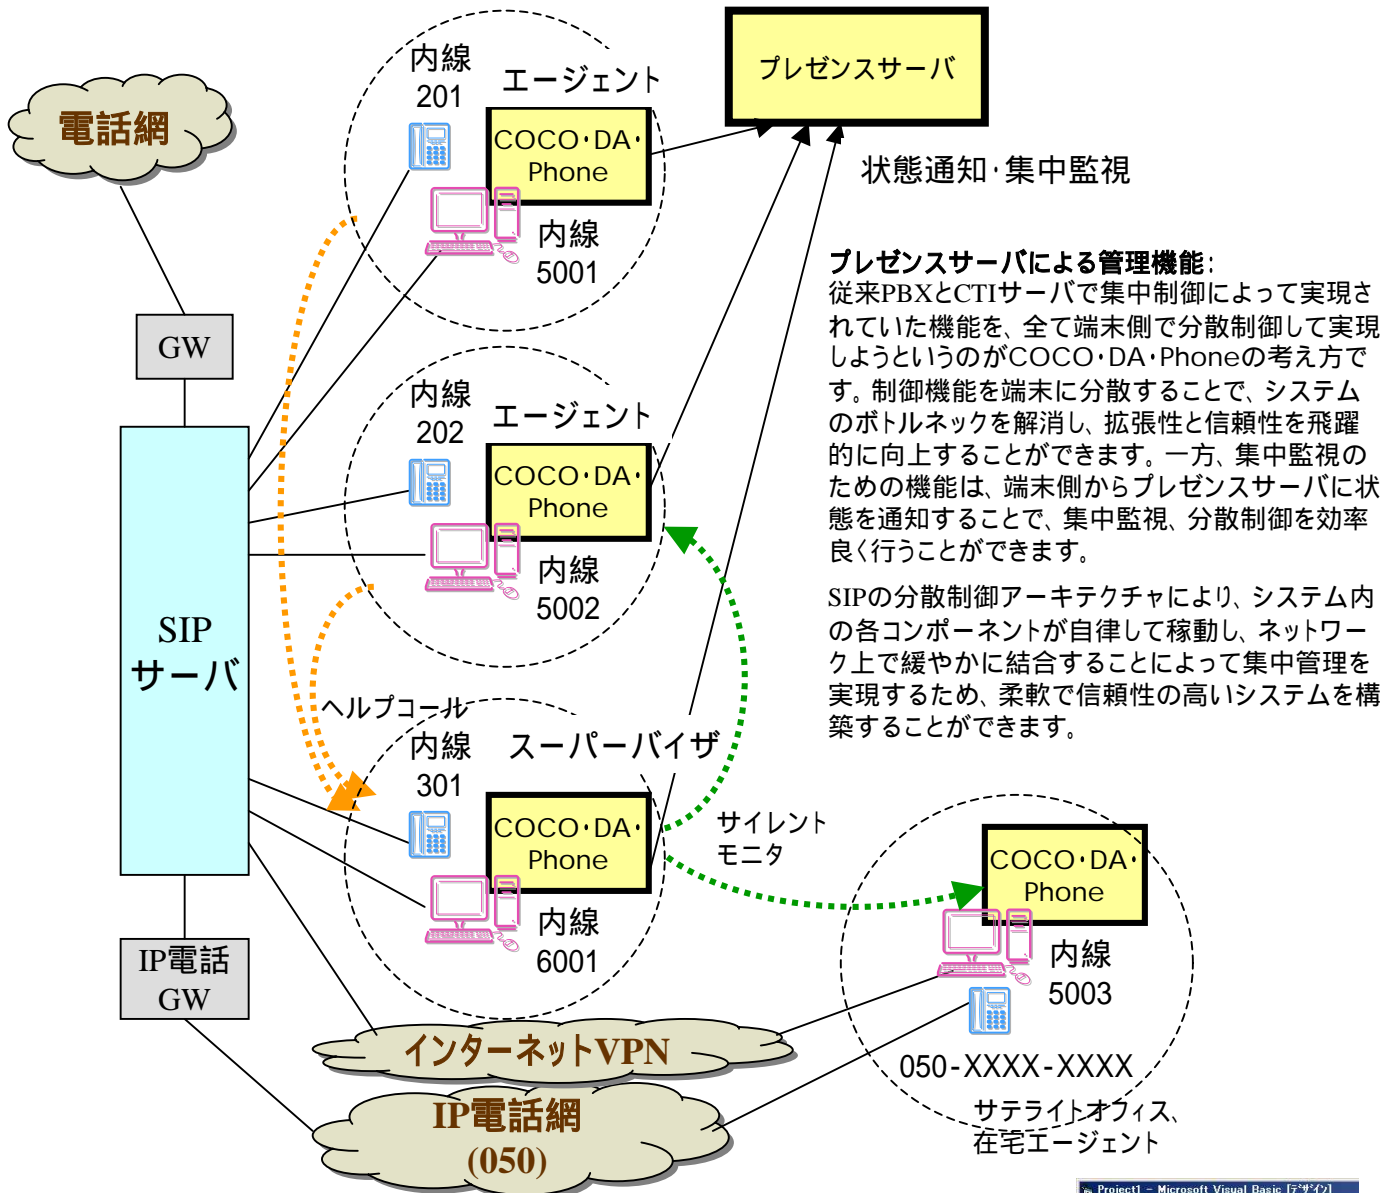 電話網
GW
SIP
サーバ
IP電話
GW
内線
201
エージェント
COCO・DA・
Phone
内線
5001
内線
202
エージェント
COCO・DA・
Phone
内線
5002
ヘルプコール
内線
301
スーパーバイザ
COCO・DA・
Phone
内線
6001
サイレント
モニタ
プレゼンスサーバ
状態通知・集中監視
プレゼンスサーバによる管理機能:
従来PBXとCTIサーバで集中制御によって実現さ
れていた機能を、全て端末側で分散制御して実現
しようというのがCOCO・DA・Phoneの考え方で
す。制御機能を端末に分散することで、システム
のボトルネックを解消し、拡張性と信頼性を飛躍
的に向上することができます。一方、集中監視の
ための機能は、端末側からプレゼンスサーバに状
態を通知することで、集中監視、分散制御を効率
良く行うことができます。
SIPの分散制御アーキテクチャにより、システム内
の各コンポーネントが自律して稼動し、ネットワー
ク上で緩やかに結合することによって集中管理を
実現するため、柔軟で信頼性の高いシステムを構
築することができます。
COCO・DA・
Phone
内線
5003
050-XXXX-XXXX
サテライトオフィス、
在宅エージェント
インターネットVPN
IP電話網
(050)
Project1 - Microsoft Visual Basic [デザイン]